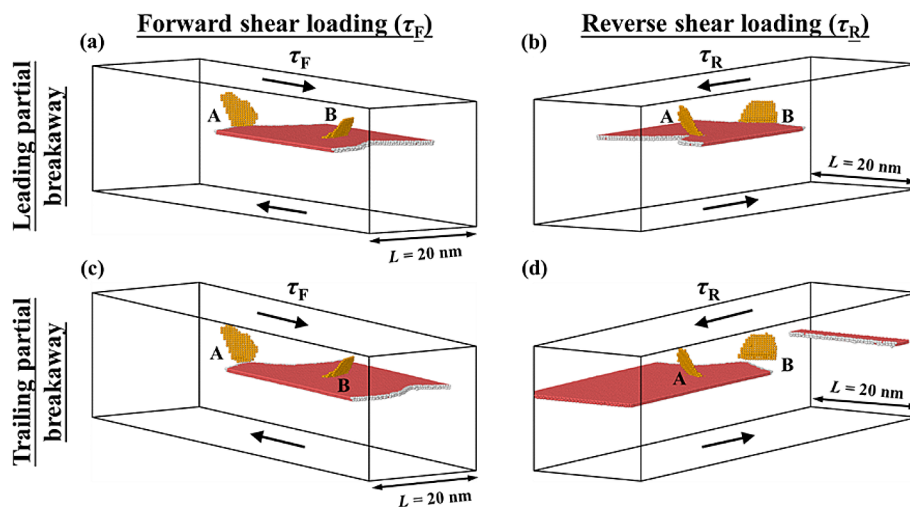 Forward shear loading (τF)
Reverse shear loading (τR)
Leading partial
breakaway
(a)
τF
A
B
L = 20 nm
(b)
τR
A
B
L = 20 nm
Trailing partial
breakaway
(c)
τF
A
B
L = 20 nm
(d)
τR
A
B
L = 20 nm